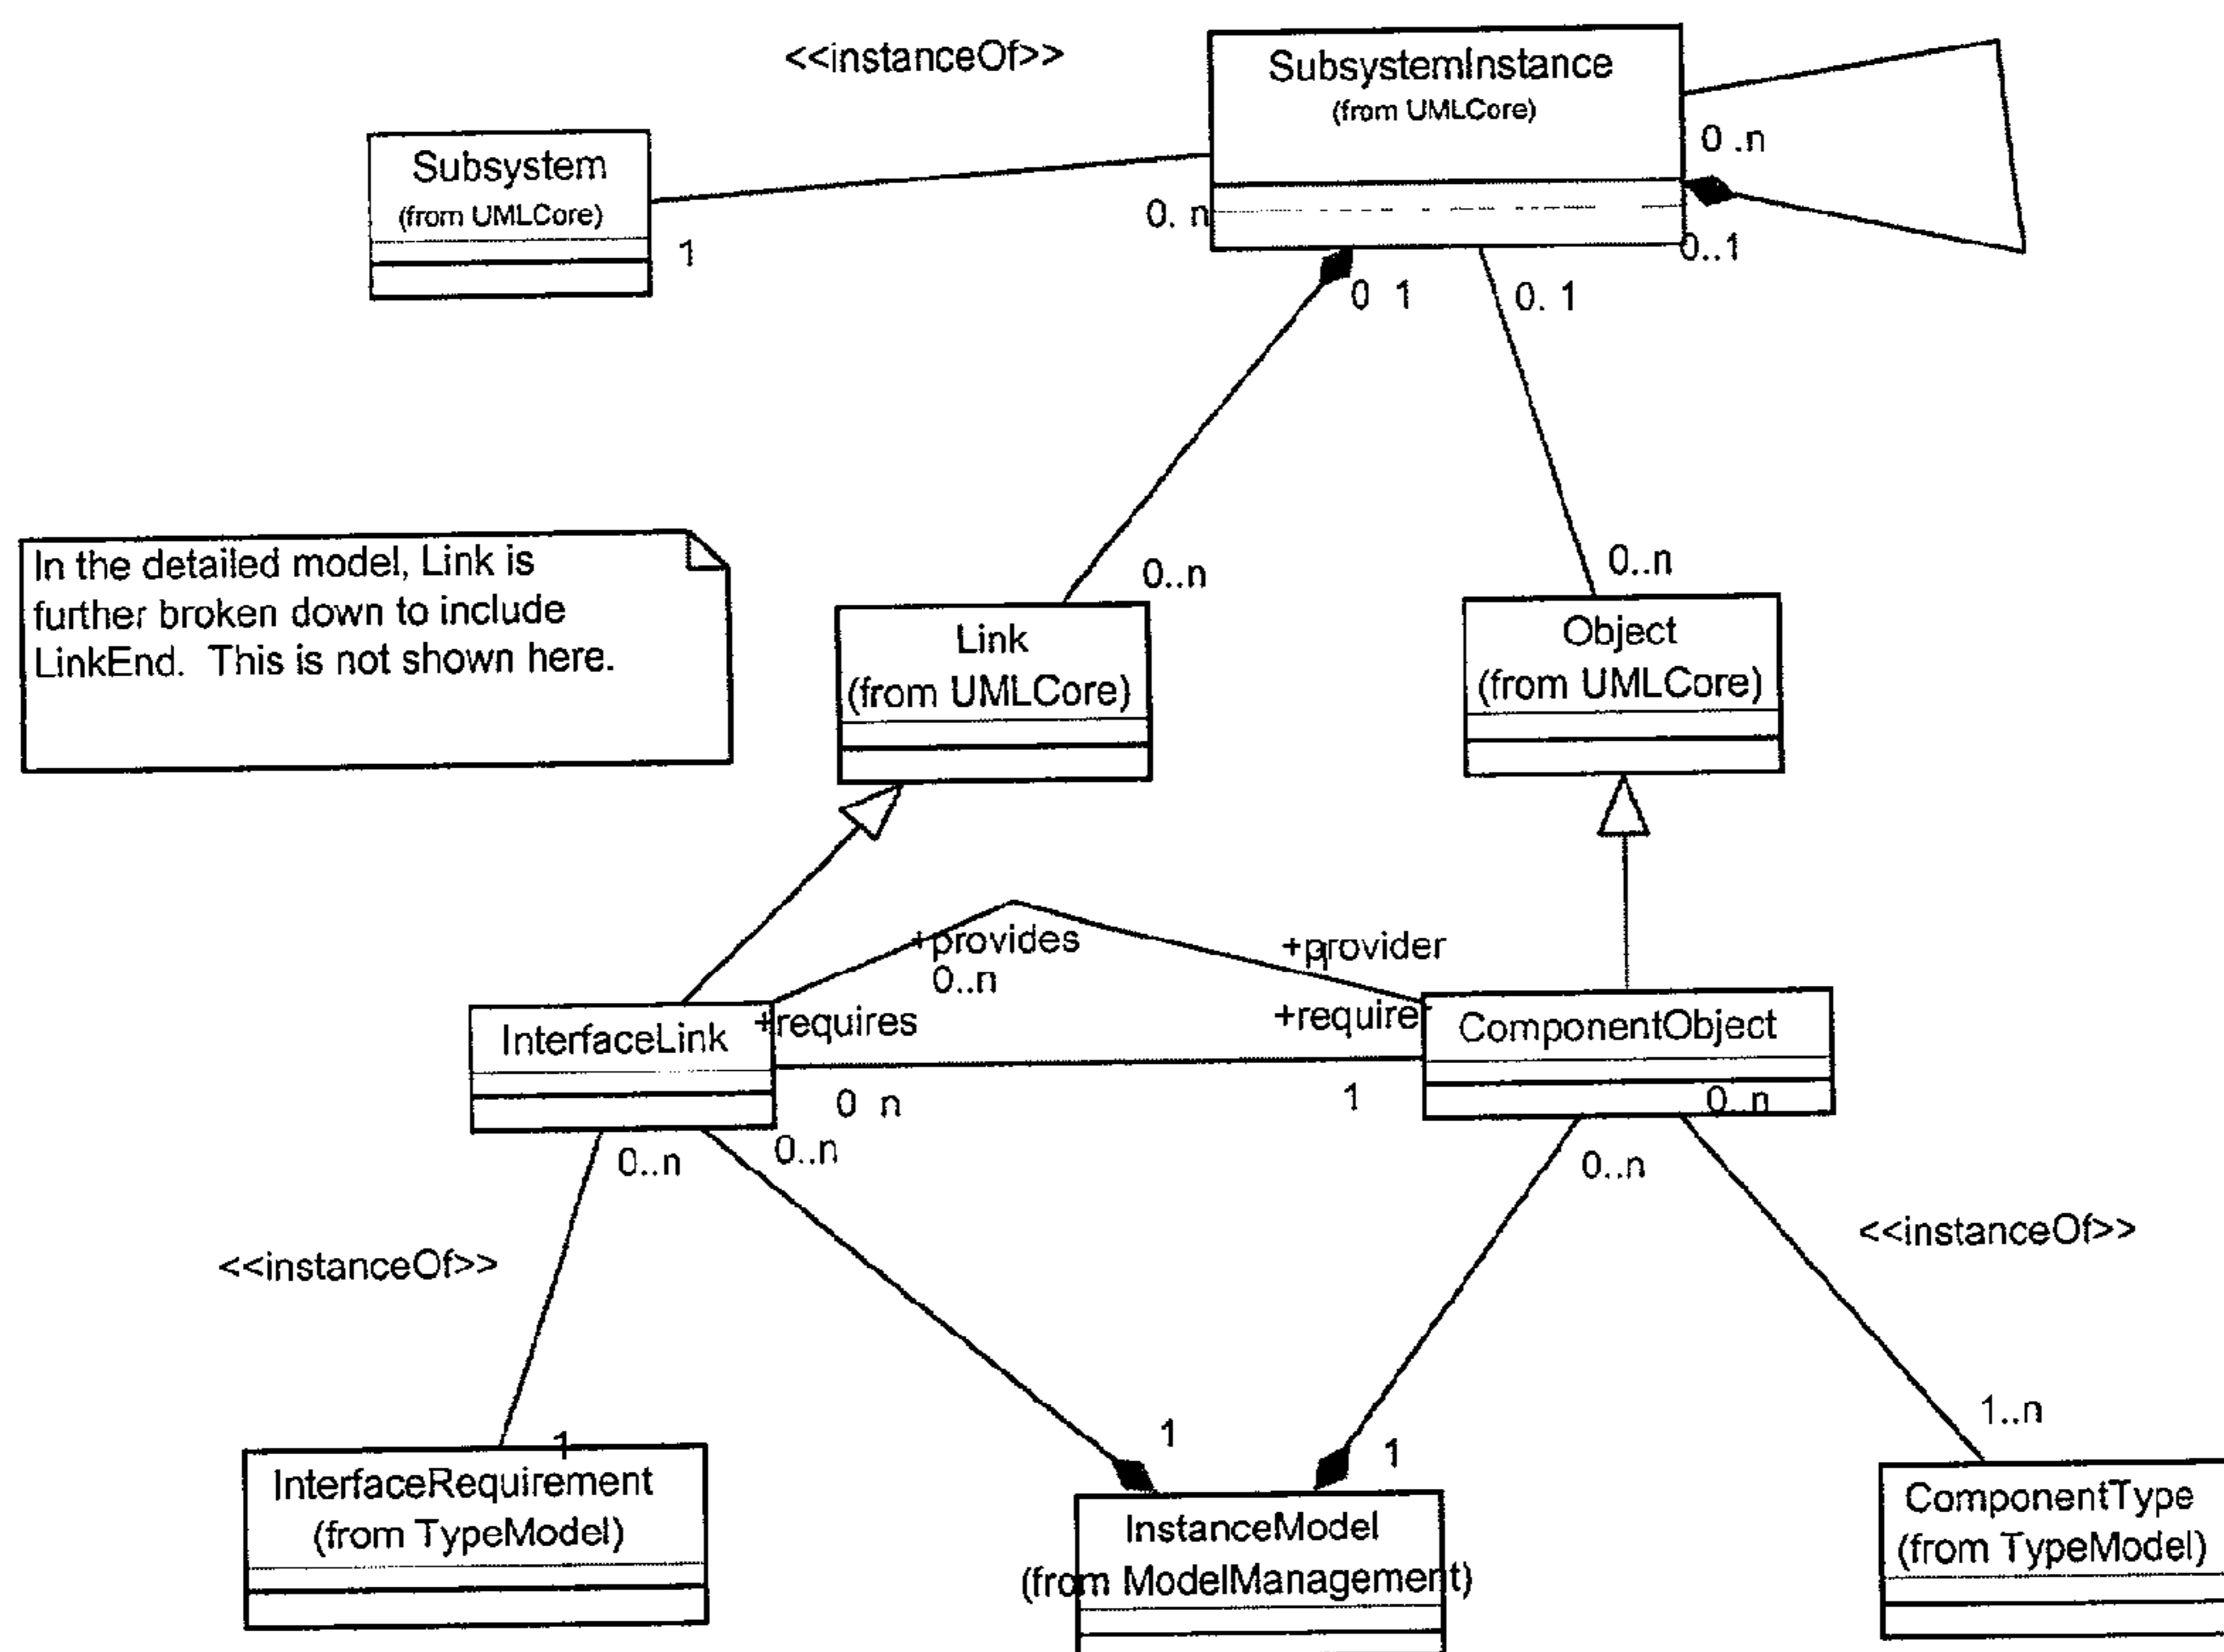 <<instanceOf>>
SubsystemInstance
(from UMLCore)
Subsystem
(from UMLCore)
0 .n
0. n
1
0..1
0 1
0. 1
In the detailed model, Link is
further broken down to include
LinkEnd. This is not shown here.
0..n
0..n
Link
(from UMLCore)
Object
(from UMLCore)
+provides
0..n
+provider
1
+requires
+requirer
InterfaceLink
ComponentObject
0 n
1
0..n
0..n
0..n
0..n
<<instanceOf>>
<<instanceOf>>
1
1
1
1..n
InterfaceRequirement
(from TypeModel)
InstanceModel
(from ModelManagement)
ComponentType
(from TypeModel)